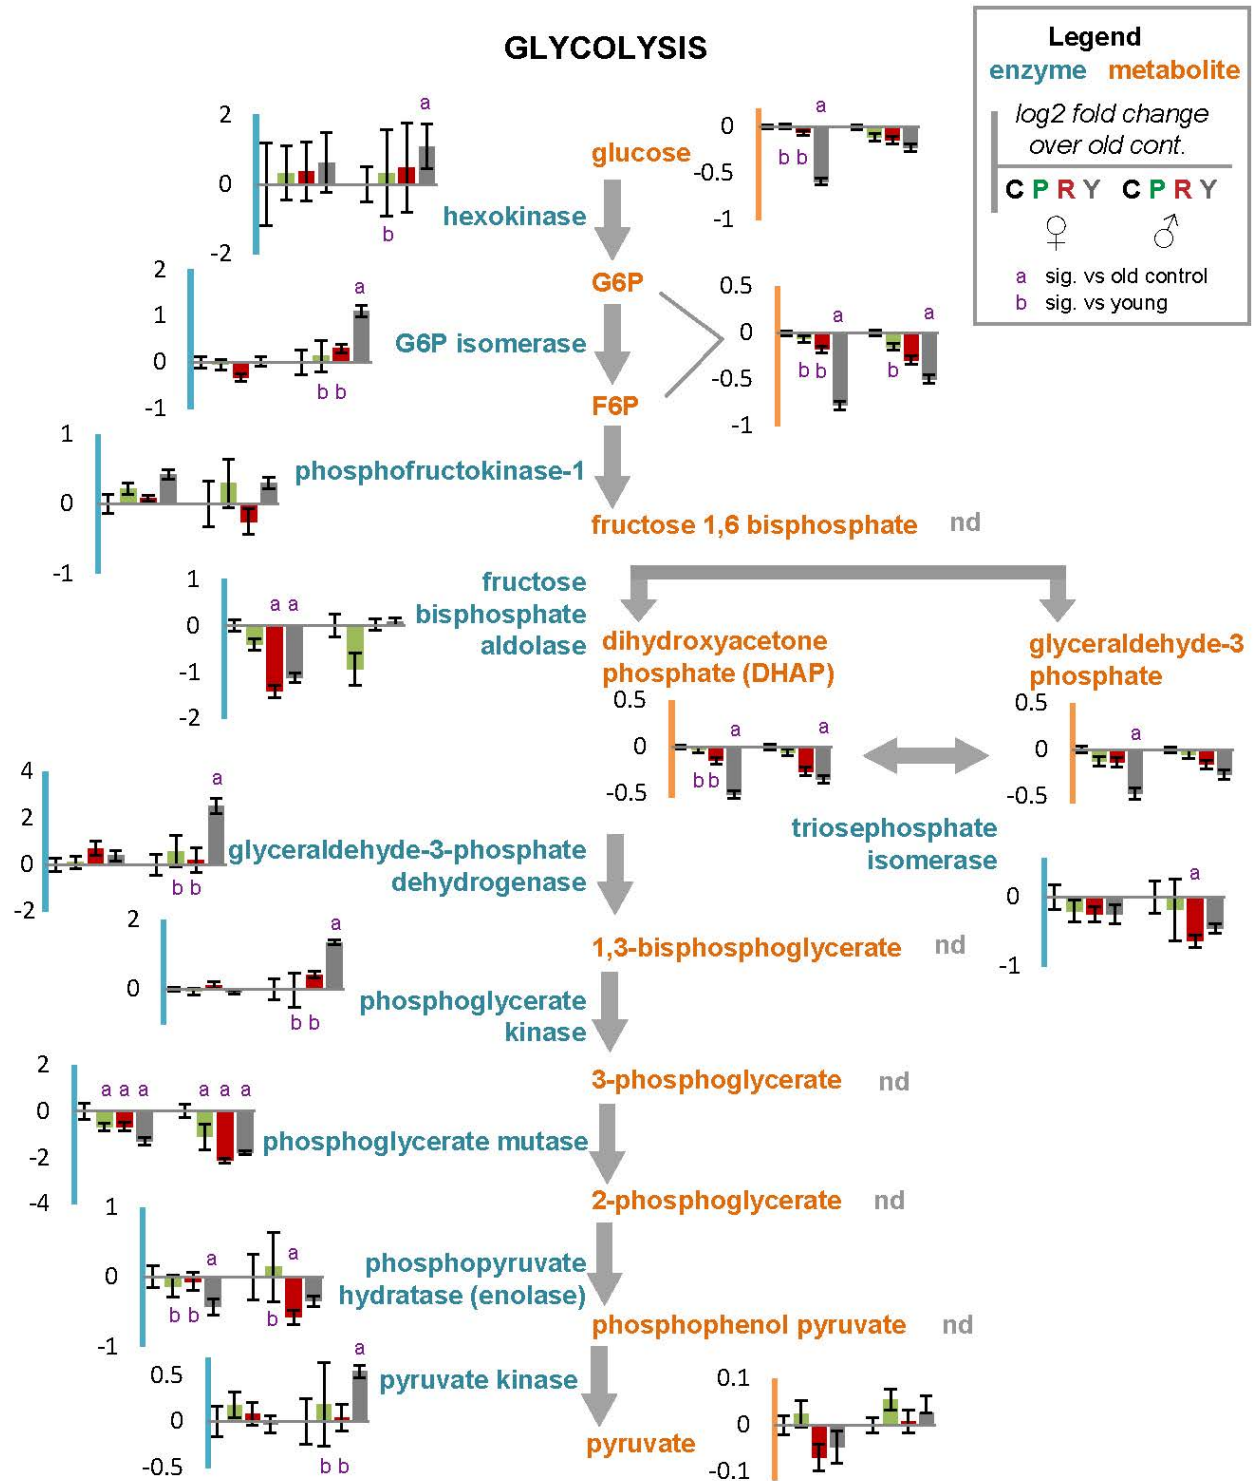 GLYCOLYSIS
Legend
enzyme metabolite
log2 fold change
over old cont.
C P R Y C P R Y
♀ ♂
a sig. vs old control
b sig. vs young
2
0
-2
a
b
hexokinase
glucose
0
-0.5
-1
a
b b
2
1
0
-1
a
b b
G6P isomerase
G6P
F6P
0.5
0
-0.5
-1
a
a
b b
b
1
0
-1
phosphofructokinase-1
fructose 1,6 bisphosphate nd
1
0
-1
-2
a a
fructose
bisphosphate
aldolase
dihydroxyacetone
phosphate (DHAP)
0.5
0
-0.5
a
a
b b
glyceraldehyde-3
phosphate
0.5
0
-0.5
a
triosephosphate
isomerase
0
-1
a
4
2
0
-2
a
b b
glyceraldehyde-3-phosphate
dehydrogenase
1,3-bisphosphoglycerate nd
2
0
a
b b
phosphoglycerate
kinase
3-phosphoglycerate nd
2
0
-2
-4
a a a
a a a
phosphoglycerate mutase
2-phosphoglycerate nd
1
0
-1
a
a
b b
b
phosphopyruvate
hydratase (enolase)
phosphophenol pyruvate nd
0.5
0
-0.5
a
b b
pyruvate kinase
pyruvate
0.1
0
-0.1